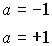 a = −1
a = +1